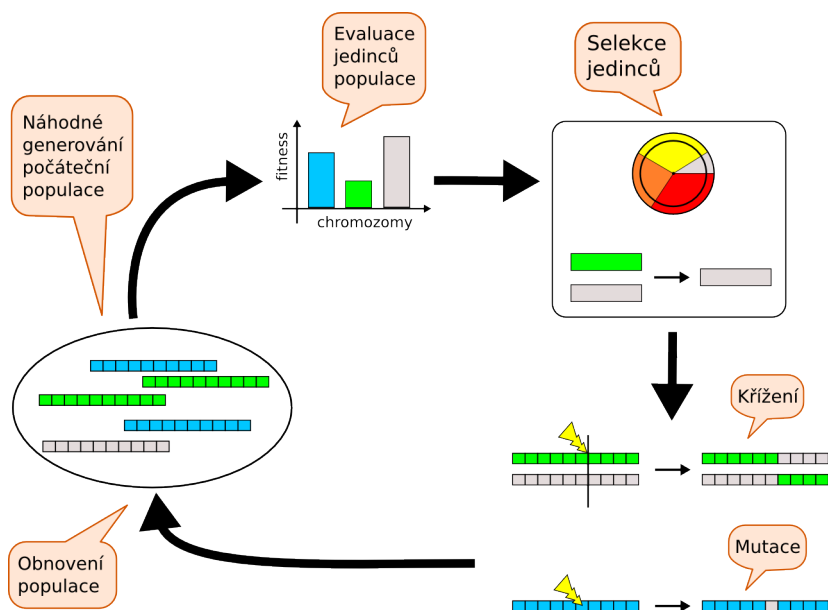 Evaluace
jedinců
populace
Selekce
jedinců
Náhodné
generování
počáteční
populace
fitness
chromozomy
Křížení
Obnovení
populace
Mutace